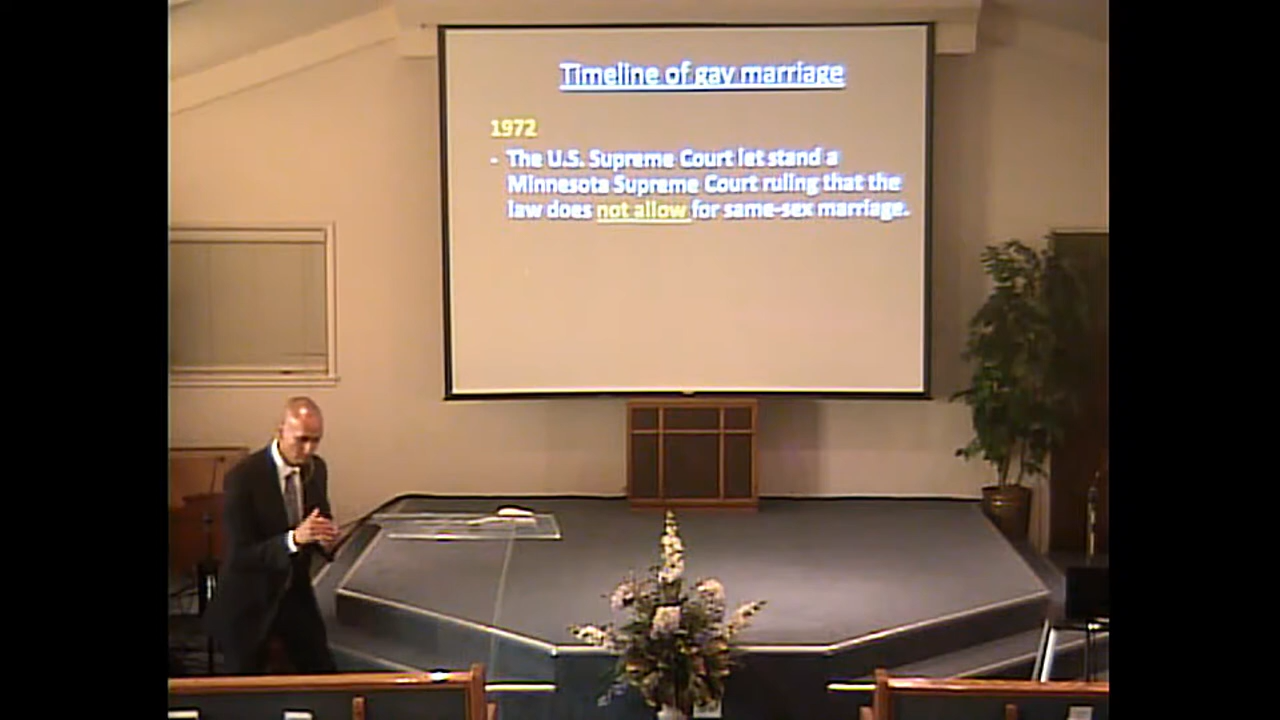 Timeline of gay marriage
1972
- The U.S. Supreme Court let stand a
Minnesota Supreme Court ruling that the
law does not allow for same-sex marriage.